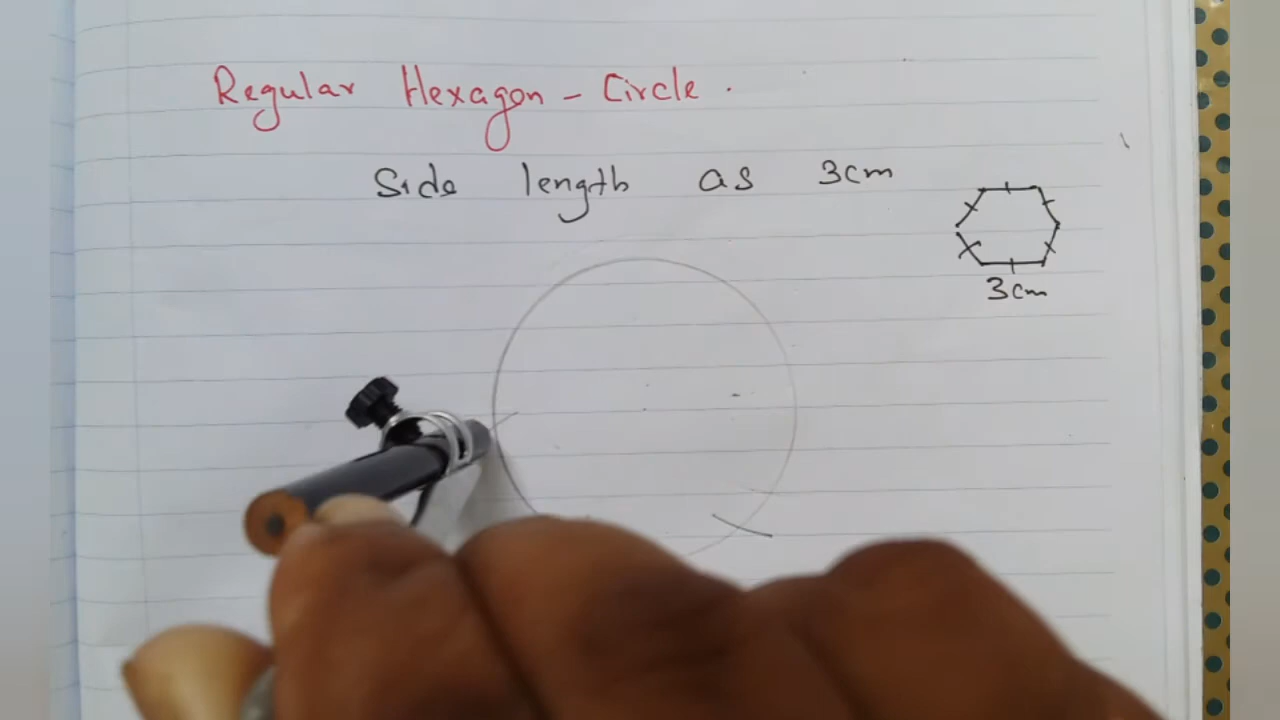 Regular Hexagon - Circle.
Side length as 3cm
3cm